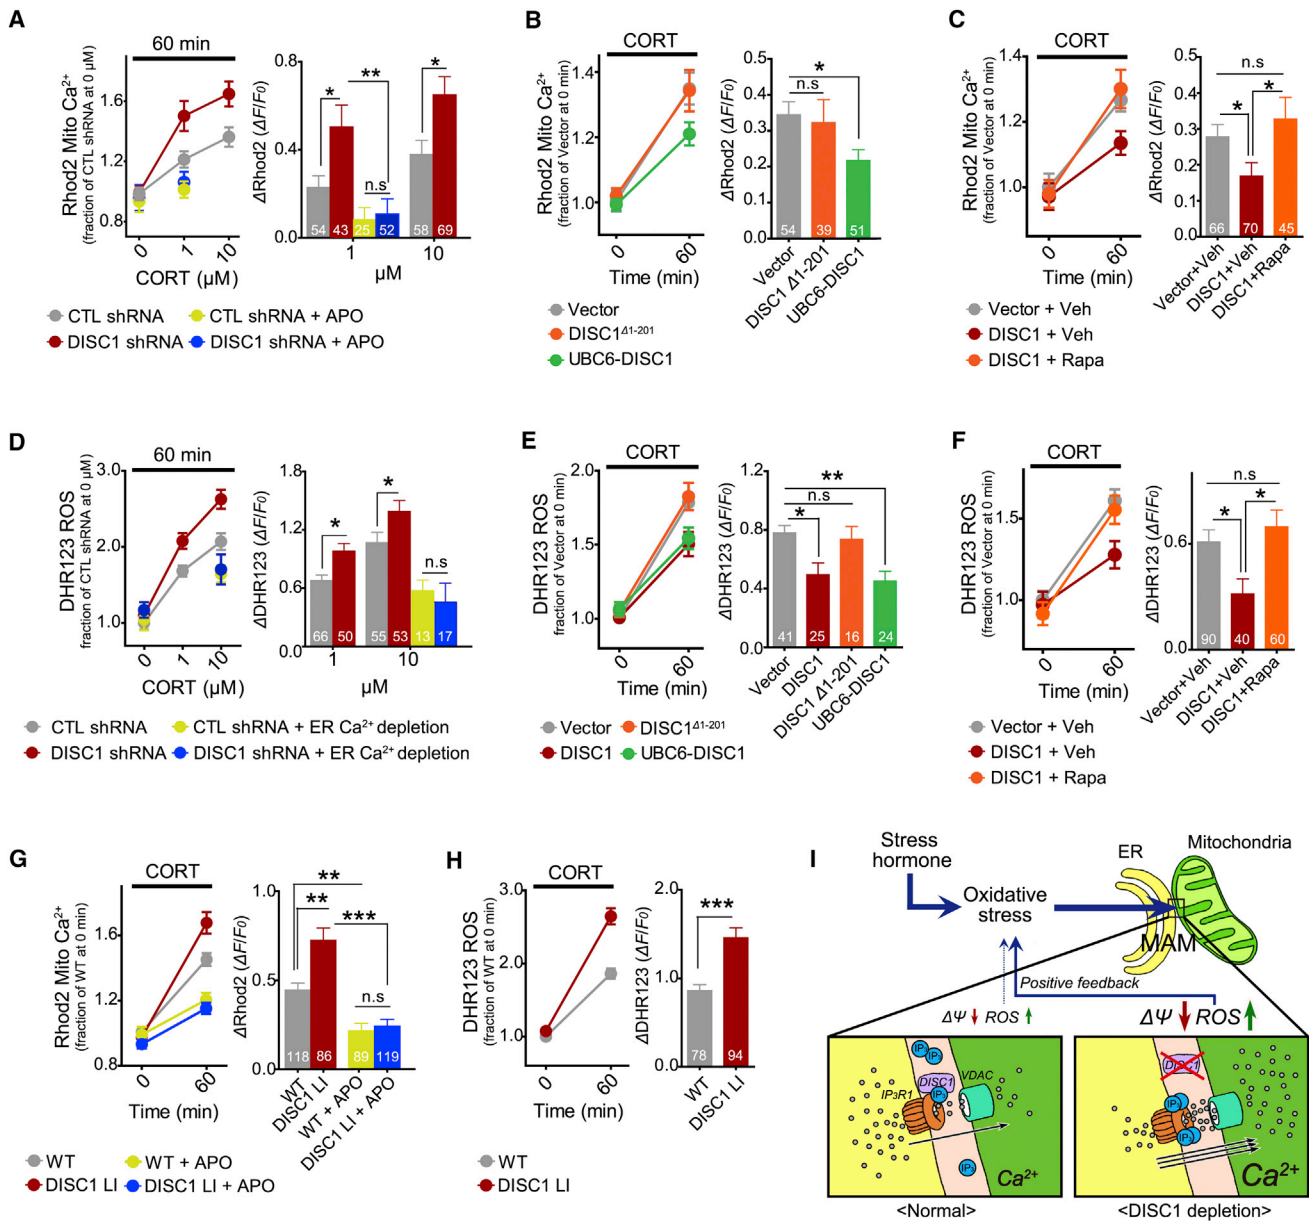 A
60 min
Rhod2 Mito Ca²⁺
(fraction of CTL shRNA at 0 µM)
1.6
1.2
0.8
0
1
10
CORT (µM)
ΔRhod2 (ΔF/F₀)
0.8
0.4
0.0
*
**
*
n.s
54
43
25
52
58
69
1
10
µM
CTL shRNA
CTL shRNA + APO
DISC1 shRNA
DISC1 shRNA + APO
B
CORT
Rhod2 Mito Ca²⁺
(fraction of Vector at 0 min)
1.4
1.2
1.0
0
60
Time (min)
ΔRhod2 (ΔF/F₀)
0.5
0.4
0.3
0.2
0.1
0.0
*
n.s
54
39
51
Vector
DISC1 Δ1-201
UBC6-DISC1
Vector
DISC1^Δ1-201
UBC6-DISC1
C
CORT
Rhod2 Mito Ca²⁺
(fraction of Vector at 0 min)
1.4
1.2
1.0
0
60
Time (min)
ΔRhod2 (ΔF/F₀)
0.5
0.4
0.3
0.2
0.1
0.0
n.s
*
*
66
70
45
Vector+Veh
DISC1+Veh
DISC1+Rapa
Vector + Veh
DISC1 + Veh
DISC1 + Rapa
D
60 min
DHR123 ROS
fraction of CTL shRNA at 0 µM)
3.0
2.0
1.0
0
1
10
CORT (µM)
ΔDHR123 (ΔF/F₀)
1.8
1.2
0.6
0.0
*
*
n.s
66
50
55
53
13
17
1
10
µM
CTL shRNA
CTL shRNA + ER Ca²⁺ depletion
DISC1 shRNA
DISC1 shRNA + ER Ca²⁺ depletion
E
CORT
DHR123 ROS
fraction of Vector at 0 min)
2.0
1.5
1.0
0
60
Time (min)
ΔDHR123 (ΔF/F₀)
1.2
0.8
0.4
0.0
**
n.s
*
41
25
16
24
Vector
DISC1
DISC1 Δ1-201
UBC6-DISC1
Vector
DISC1^Δ1-201
DISC1
UBC6-DISC1
F
CORT
DHR123 ROS
(fraction of Vector at 0 min)
1.5
1.0
0
60
Time (min)
ΔDHR123 (ΔF/F₀)
0.6
0.0
n.s
*
*
90
40
60
Vector+Veh
DISC1+Veh
DISC1+Rapa
Vector + Veh
DISC1 + Veh
DISC1 + Rapa
G
CORT
Rhod2 Mito Ca²⁺
(fraction of WT at 0 min)
1.6
1.2
1.2
0.8
0
60
Time (min)
ΔRhod2 (ΔF/F₀)
1.0
0.5
0.0
**
**
***
n.s
118
86
89
119
WT
DISC1 LI
WT + APO
DISC1 LI + APO
WT
WT + APO
DISC1 LI
DISC1 LI + APO
H
CORT
DHR123 ROS
(fraction of WT at 0 min)
3.0
2.0
1.0
0
60
Time (min)
ΔDHR123 (ΔF/F₀)
2.0
1.0
0.0
***
78
94
WT
DISC1 LI
WT
DISC1 LI
I
Stress
hormone
Oxidative
stress
ER
Mitochondria
MAM
Positive feedback
ΔΨ ROS
ΔΨ ROS
IP₃
IP₃
DISC1
VDAC
IP₃R1
IP₃
IP₃
Ca²⁺
<Normal>
DISC1
IP₃
IP₃
Ca²⁺
<DISC1 depletion>